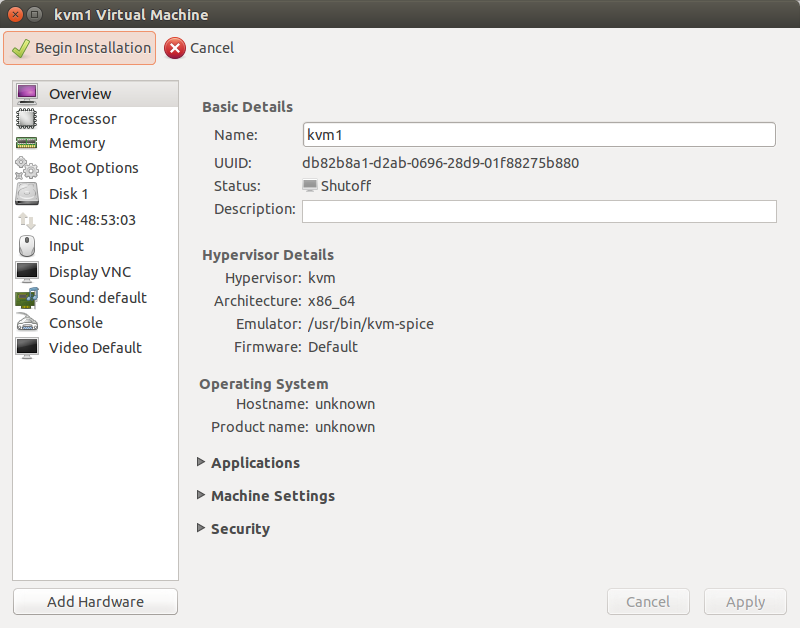 kvm1 Virtual Machine
Begin Installation Cancel
Overview
Processor
Memory
Boot Options
Disk 1
NIC :48:53:03
Input
Display VNC
Sound: default
Console
Video Default
Add Hardware
Basic Details
Name: kvm1
UUID: db82b8a1-d2ab-0696-28d9-01f88275b880
Status: Shutoff
Description:
Hypervisor Details
Hypervisor: kvm
Architecture: x86_64
Emulator: /usr/bin/kvm-spice
Firmware: Default
Operating System
Hostname: unknown
Product name: unknown
Applications
Machine Settings
Security
Cancel Apply